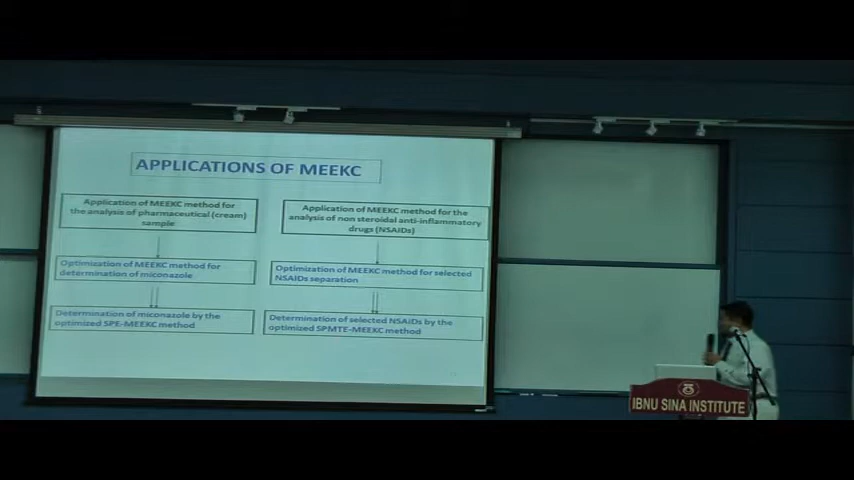 APPLICATIONS OF MEEKC
Application of MEEKC method for
the analysis of pharmaceutical (cream)
sample
Optimization of MEEKC method for
determination of miconazole
Determination of miconazole by the
optimized SPE-MEEKC method
Application of MEEKC method for the
analysis of non steroidal anti-inflammatory
drugs (NSAIDs)
Optimization of MEEKC method for selected
NSAIDs separation
Determination of selected NSAIDs by the
optimized SPMTE-MEEKC method
IBNU SINA INSTITUTE